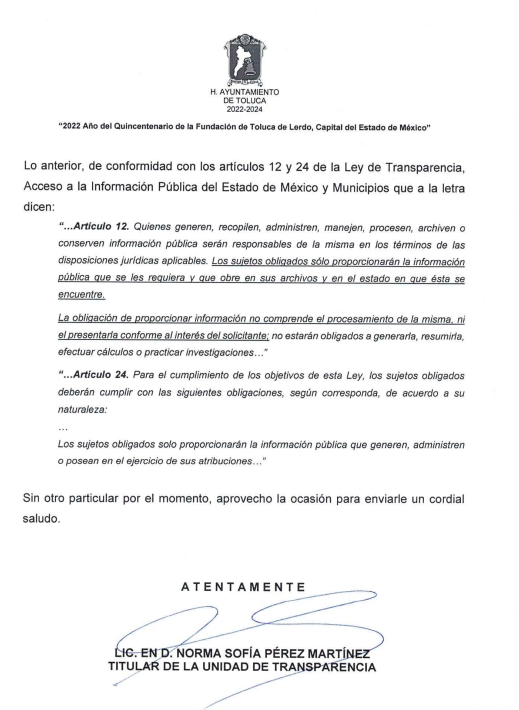 H. AYUNTAMIENTO
DE TOLUCA
2022-2024
"2022 Año del Quincentenario de la Fundación de Toluca de Lerdo, Capital del Estado de México"
Lo anterior, de conformidad con los artículos 12 y 24 de la Ley de Transparencia,
Acceso a la Información Pública del Estado de México y Municipios que a la letra
dicen:
"...Artículo 12. Quienes generen, recopilen, administren, manejen, procesen, archiven o
conserven información pública serán responsables de la misma en los términos de las
disposiciones jurídicas aplicables. Los sujetos obligados sólo proporcionarán la información
pública que se les requiera y que obre en sus archivos y en el estado en que ésta se
encuentre.
La obligación de proporcionar información no comprende el procesamiento de la misma, ni
el presentarla conforme al interés del solicitante; no estarán obligados a generarla, resumirla,
efectuar cálculos o practicar investigaciones..."
"...Artículo 24. Para el cumplimiento de los objetivos de esta Ley, los sujetos obligados
deberán cumplir con las siguientes obligaciones, según corresponda, de acuerdo a su
naturaleza:
...
Los sujetos obligados solo proporcionarán la información pública que generen, administren
o posean en el ejercicio de sus atribuciones..."
Sin otro particular por el momento, aprovecho la ocasión para enviarle un cordial
saludo.
A T E N T A M E N T E
LIC. EN D. NORMA SOFÍA PÉREZ MARTÍNEZ
TITULAR DE LA UNIDAD DE TRANSPARENCIA